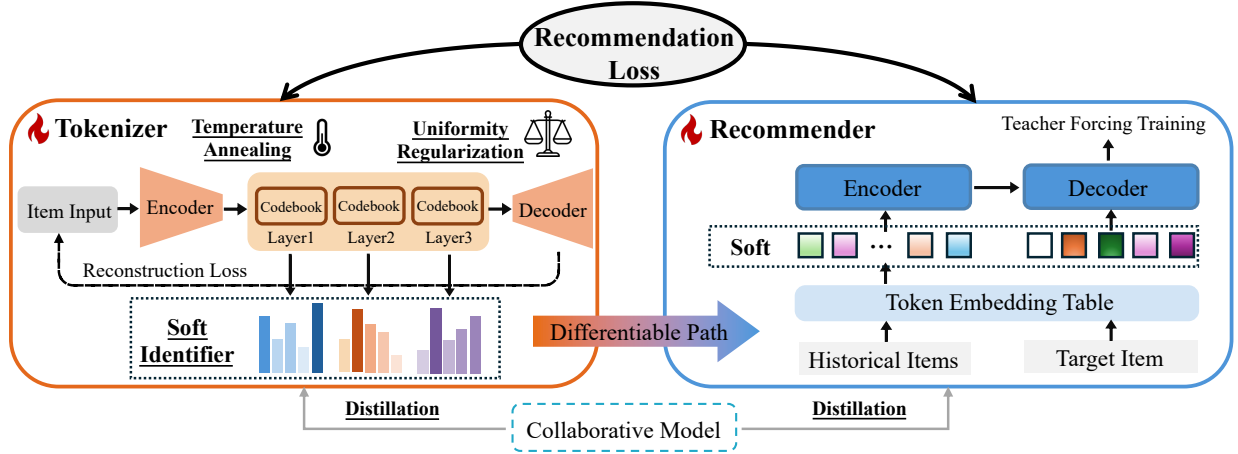 Recommendation
Loss
Tokenizer
Temperature
Annealing
Uniformity
Regularization
Item Input
Encoder
Codebook
Codebook
Codebook
Decoder
Layer1
Layer2
Layer3
Reconstruction Loss
Soft
Identifier
Differentiable Path
Recommender
Teacher Forcing Training
Encoder
Decoder
Soft
...
Token Embedding Table
Historical Items
Target Item
Distillation
Collaborative Model
Distillation